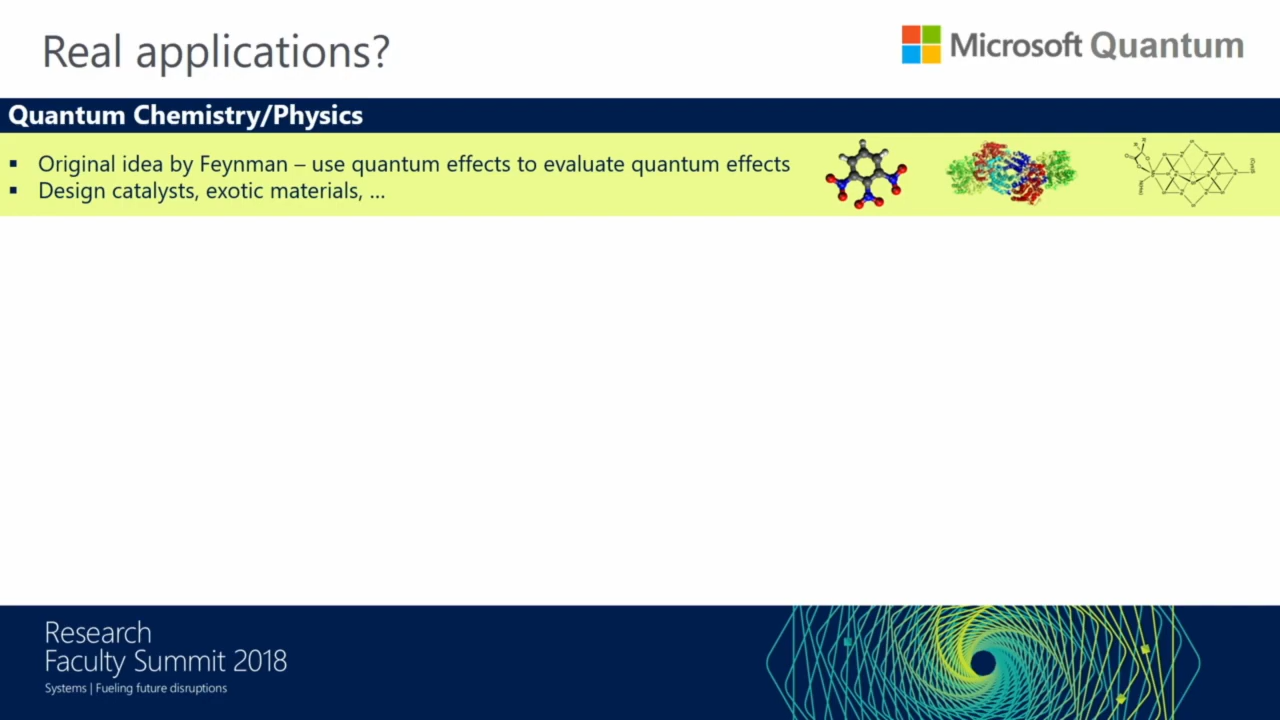 Real applications?
Microsoft Quantum
Quantum Chemistry/Physics
▪ Original idea by Feynman – use quantum effects to evaluate quantum effects
▪ Design catalysts, exotic materials, ...
Research
Faculty Summit 2018
Systems | Fueling future disruptions